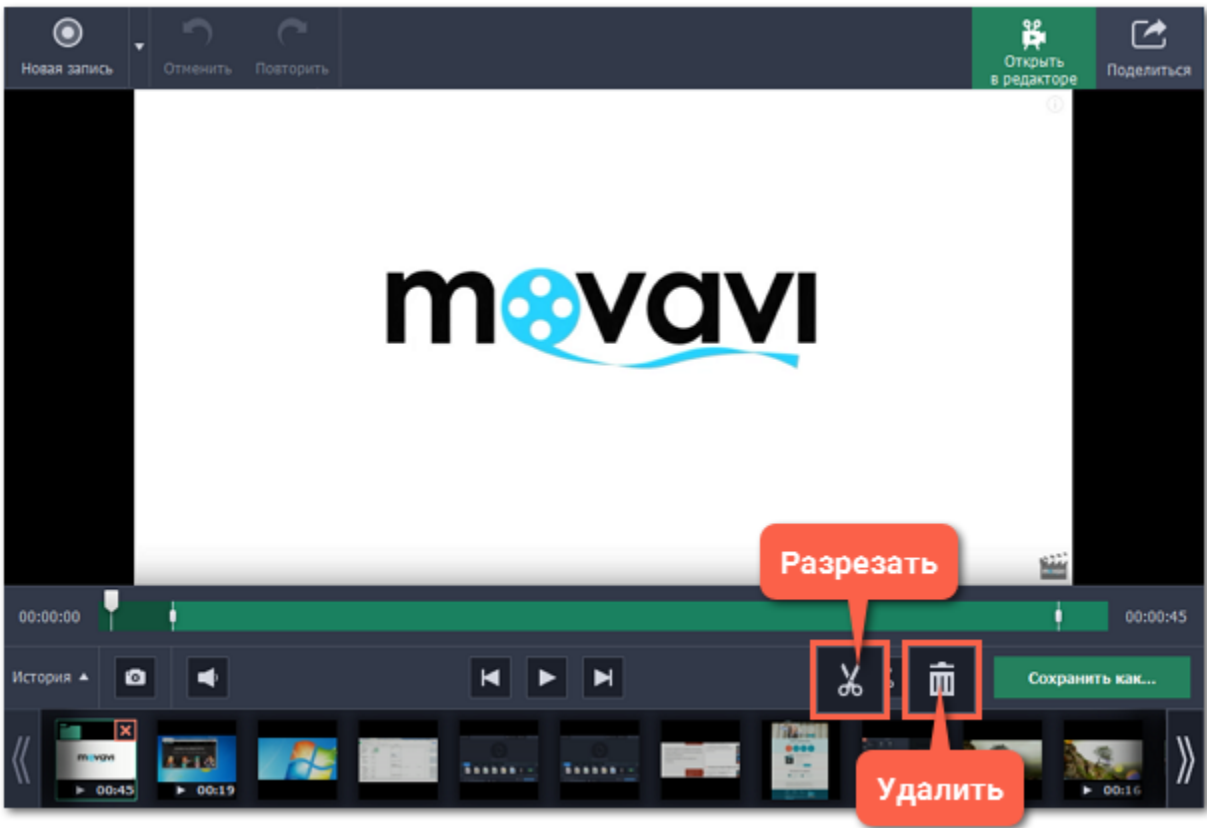 Новая запись
Отменить
Повторить
Открыть
в редакторе
Поделиться
movavi
Разрезать
00:00:00
00:00:45
История
Сохранить как...
movavi
00:45
00:19
00:16
Удалить